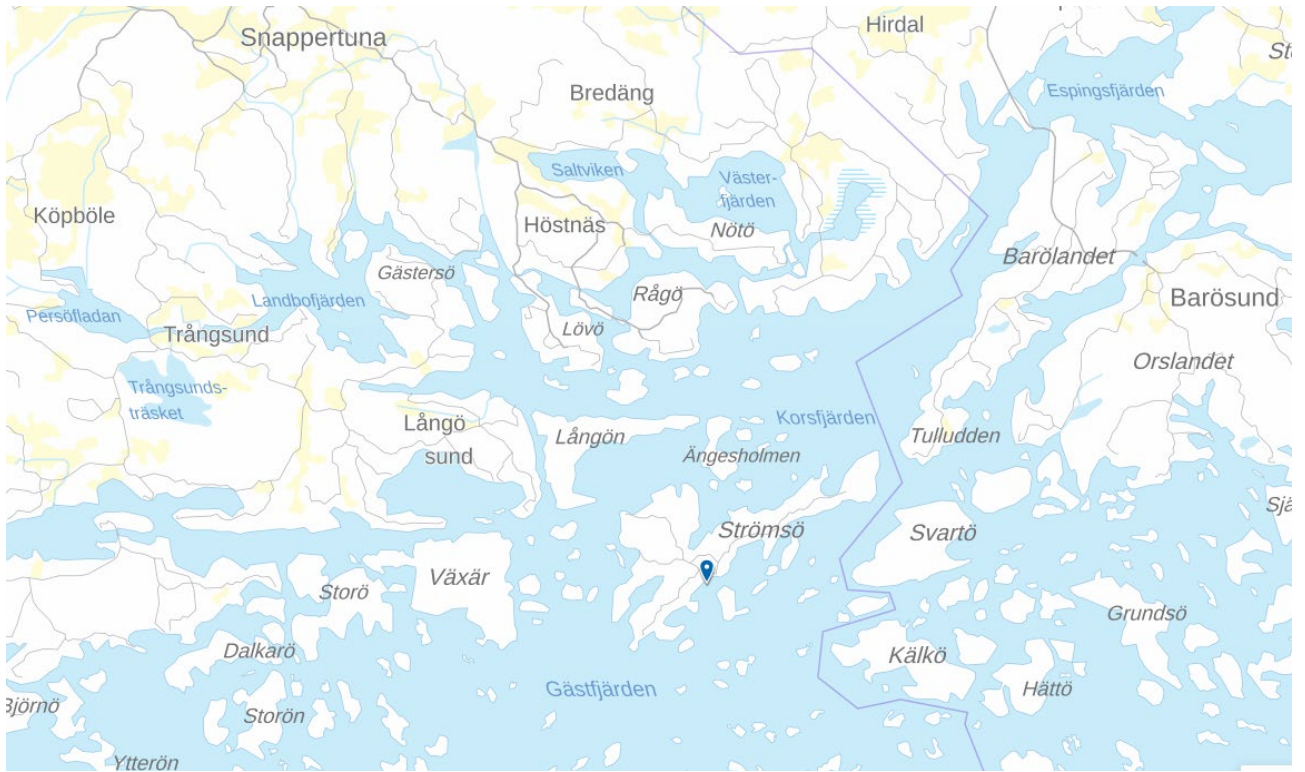 Snappertuna
Hirdal
Bredäng
Espingsfjärden
Saltviken
Väster-
fjärden
Köpböle
Höstnäs
Nötö
Gästersö
Barölandet
Landbofjärden
Rågö
Barösund
Persöfladan
Trångsund
Lövö
Orslandet
Trångsunds-
träsket
Långö
sund
Långön
Korsfjärden
Tulludden
Ängesholmen
Strömsö
Svartö
Växär
Storö
Grundsö
Dalkarö
Kälkö
Gästfjärden
Hättö
Björnö
Storön
Ytterön